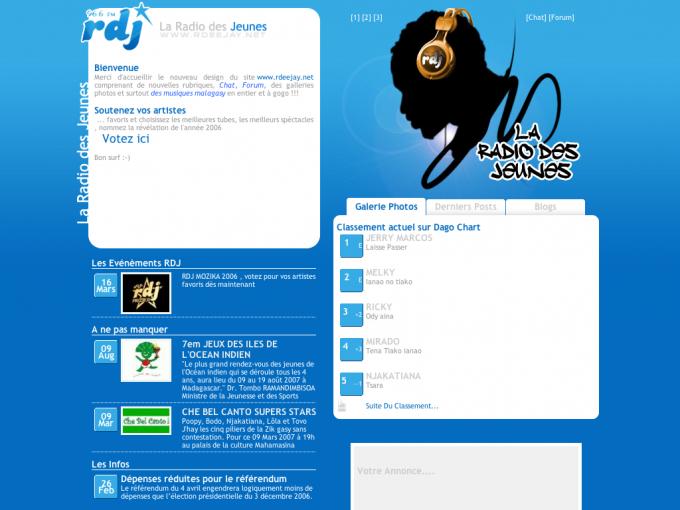 Web Site
rdj
La Radio des Jeunes
WWW.RDEEJAY.NET
La Radio des Jeunes
Bienvenue
Merci d'accueillir le nouveau design du site www.rdeejay.net
comprenant de nouvelles rubriques, Chat, Forum, des galleries
photos et surtout des musiques malagasy en entier et à gogo !!!
Soutenez vos artistes
... favoris et choisissez les meilleures tubes, les meilleurs spéctacles
, nommez la révélation de l'année 2006
Votez ici
Bon surf :-)
[1] [2] [3]
[Chat] [Forum]
rdj
LA
RADIO DES
JEUNES
Galerie Photos
Derniers Posts
Blogs
Classement actuel sur Dago Chart
1 E
JERRY MARCOS
Laisse Passer
2 E
MELKY
Ianao no tiako
3 +2
RICKY
Ody aina
4 +3
MIRADO
Tena Tiako ianao
5 --1
NJAKATIANA
Tsara
Suite Du Classement...
Votre Annonce....
Les Evénéments RDJ
16
Mars
rdj
RDJ MOZIKA 2006 , votez pour vos artistes
favoris dès maintenant
A ne pas manquer
09
Aug
7em JEUX DES ILES DE
L'OCEAN INDIEN
"Le plus grand rendez-vous des jeunes de
l'Océan indien qui se déroule tous les 4
ans, aura lieu du 09 au 19 août 2007 à
Madagascar." Dr. Tombo RAMANDIMBISOA
Ministre de la Jeunesse et des Sports
09
Mar
Che Bel Canto !
CHE BEL CANTO SUPERS STARS
Poopy, Bodo, Njakatiana, Lôla et Tovo
J'hay les cinq piliers de la Zik gasy sans
contestation. Pour ce 09 Mars 2007 à 19h
au palais de la culture Mahamasina
Les Infos
26
Feb
Dépenses réduites pour le référendum
Le référendum du 4 avril engendrera logiquement moins de
dépenses que l'élection présidentielle du 3 décembre 2006.